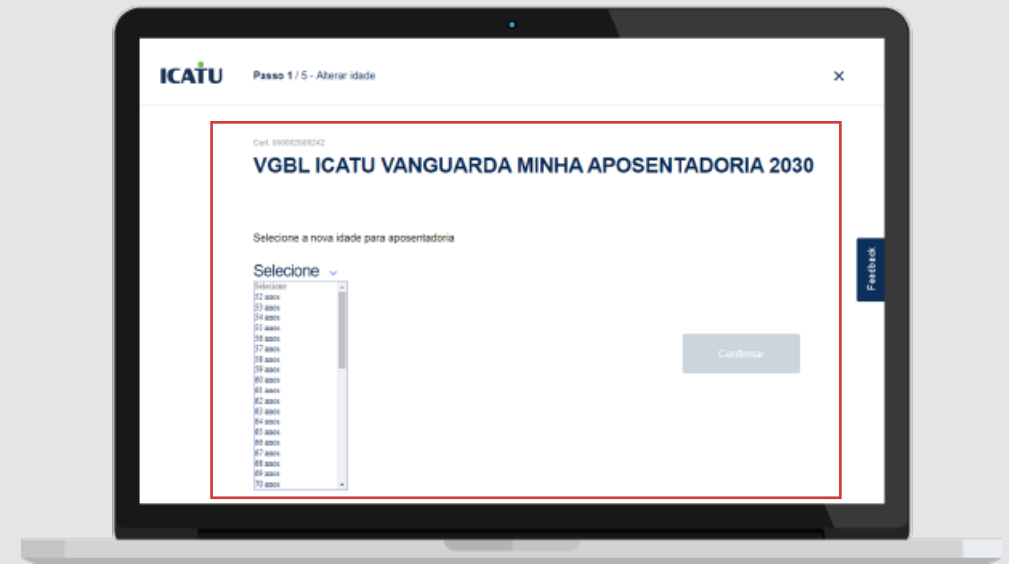 ICATU
Passo 1 / 5 - Alterar idade
Cert. 000002605242
VGBL ICATU VANGUARDA MINHA APOSENTADORIA 2030
Selecione a nova idade para aposentadoria
Selecione
Selecione
52 anos
53 anos
54 anos
55 anos
56 anos
57 anos
58 anos
59 anos
60 anos
61 anos
62 anos
63 anos
64 anos
65 anos
66 anos
67 anos
68 anos
69 anos
70 anos
Confirmar
Feedback